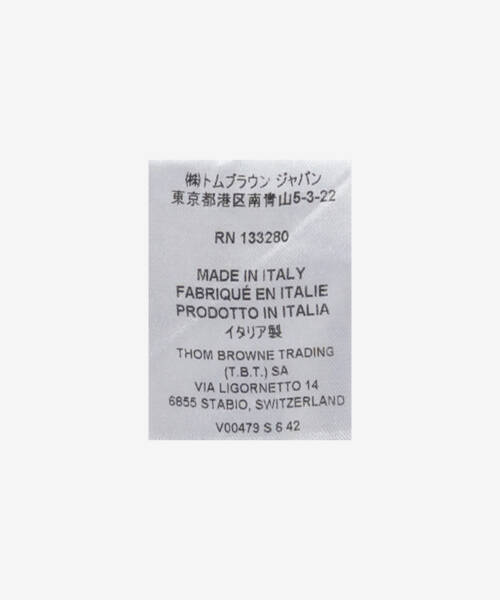 ㈱トムブラウン ジャパン
東京都港区南青山5-3-22
RN 133280
MADE IN ITALY
FABRIQUÉ EN ITALIE
PRODOTTO IN ITALIA
イタリア製
THOM BROWNE TRADING
(T.B.T.) SA
VIA LIGORNETTO 14
6855 STABIO, SWITZERLAND
V00479 S 6 42